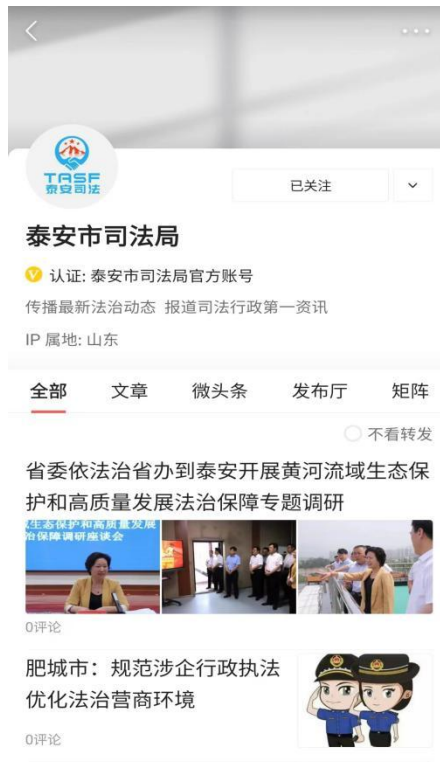 TASF
泰安司法
已关注
泰安市司法局
认证: 泰安市司法局官方账号
传播最新法治动态 报道司法行政第一资讯
IP 属地: 山东
全部 文章 微头条 发布厅 矩阵
不看转发
省委依法治省办到泰安开展黄河流域生态保
护和高质量发展法治保障专题调研
生态保护和高质量发展
治保障调研座谈会
0评论
肥城市：规范涉企行政执法
优化法治营商环境
0评论